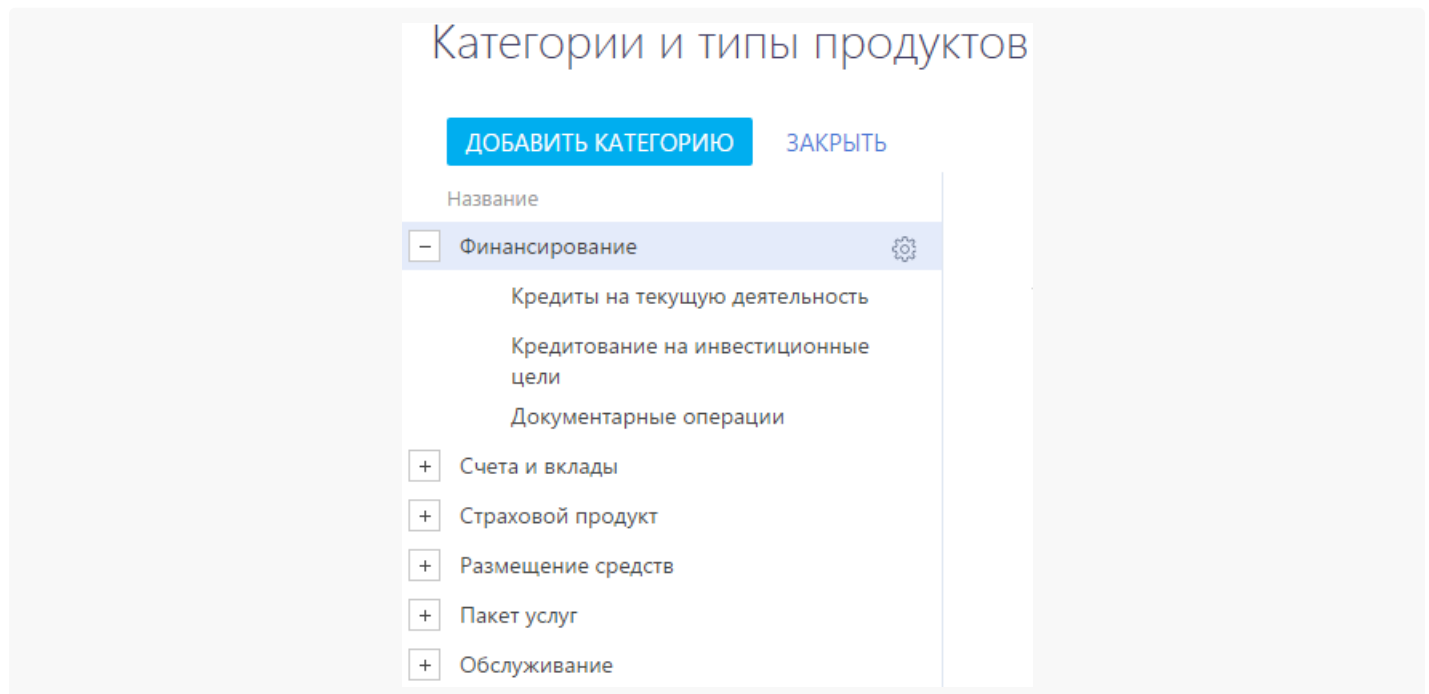 Категории и типы продуктов
ДОБАВИТЬ КАТЕГОРИЮ ЗАКРЫТЬ
Название
− Финансирование
Кредиты на текущую деятельность
Кредитование на инвестиционные
цели
Документарные операции
+ Счета и вклады
+ Страховой продукт
+ Размещение средств
+ Пакет услуг
+ Обслуживание